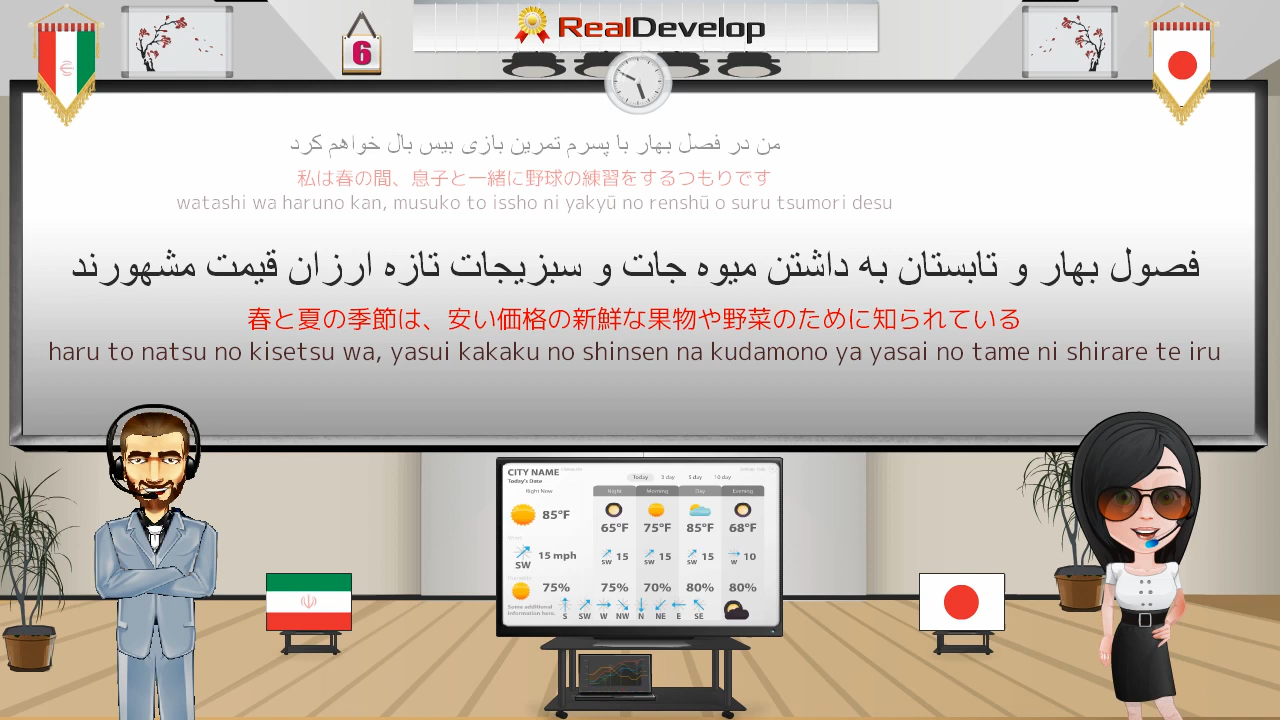 6
RealDevelop
من در فصل بهار با پسرم تمرین بازی بیس بال خواهم کرد
私は春の間、息子と一緒に野球の練習をするつもりです
watashi wa haruno kan, musuko to issho ni yakyū no renshū o suru tsumori desu
فصول بهار و تابستان به داشتن میوه جات و سبزیجات تازه ارزان قیمت مشهورند
春と夏の季節は、安い価格の新鮮な果物や野菜のために知られている
haru to natsu no kisetsu wa, yasui kakaku no shinsen na kudamono ya yasai no tame ni shirare te iru
CITY NAME
Today's Date
Today 3 day 5 day 10 day
Right Now
Night Morning Day Evening
85°F
65°F 75°F 85°F 68°F
15 mph
SW
15 15 15 10
SW SW SW W
75%
75% 70% 80% 80%
Some additional
information here.
S SW W NW N NE E SE